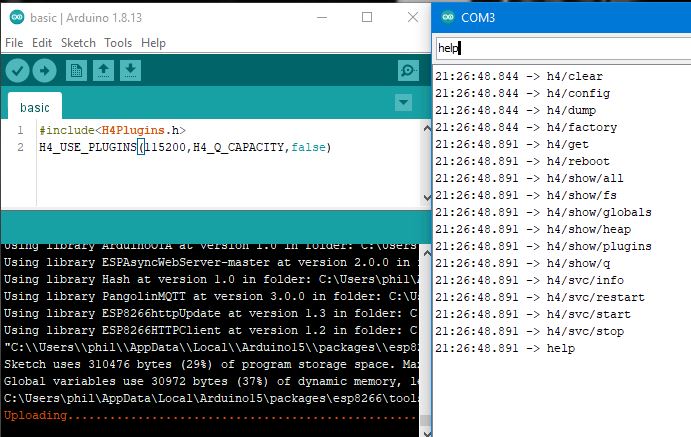 basic | Arduino 1.8.13
File Edit Sketch Tools Help
basic
1 #include<H4Plugins.h>
2 H4_USE_PLUGINS(115200,H4_Q_CAPACITY,false)
Using library ArduinoOTA at version 1.0 in folder: C:\Users
Using library ESPAsyncWebServer-master at version 2.0.0 in
Using library Hash at version 1.0 in folder: C:\Users\phil\
Using library PangolinMQTT at version 3.0.0 in folder: C:\U
Using library ESP8266httpUpdate at version 1.3 in folder: C
Using library ESP8266HTTPClient at version 1.2 in folder: C
"C:\\Users\\phil\\AppData\\Local\\Arduino15\\packages\\esp8
Sketch uses 310476 bytes (29%) of program storage space. Ma
Global variables use 30972 bytes (37%) of dynamic memory, l
C:\Users\phil\AppData\Local\Arduino15\packages\esp8266\tool
Uploading..................................................
COM3
help
21:26:48.844 -> h4/clear
21:26:48.844 -> h4/config
21:26:48.844 -> h4/dump
21:26:48.844 -> h4/factory
21:26:48.891 -> h4/get
21:26:48.891 -> h4/reboot
21:26:48.891 -> h4/show/all
21:26:48.891 -> h4/show/fs
21:26:48.891 -> h4/show/globals
21:26:48.891 -> h4/show/heap
21:26:48.891 -> h4/show/plugins
21:26:48.891 -> h4/show/q
21:26:48.891 -> h4/svc/info
21:26:48.891 -> h4/svc/restart
21:26:48.891 -> h4/svc/start
21:26:48.891 -> h4/svc/stop
21:26:48.891 -> help